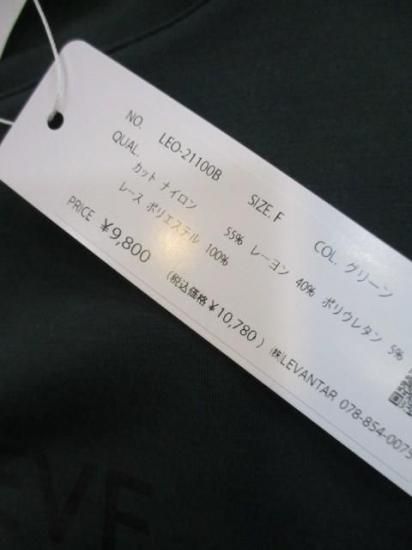 NO. LEO-21100B SIZE. F COL. グリーン
QUAL.
カット ナイロン 55% レーヨン 40% ポリウレタン 5%
レース ポリエステル 100%
PRICE ¥9,800
(税込価格¥10,780) ㈱LEVANTAR 078-854-0075
EVE